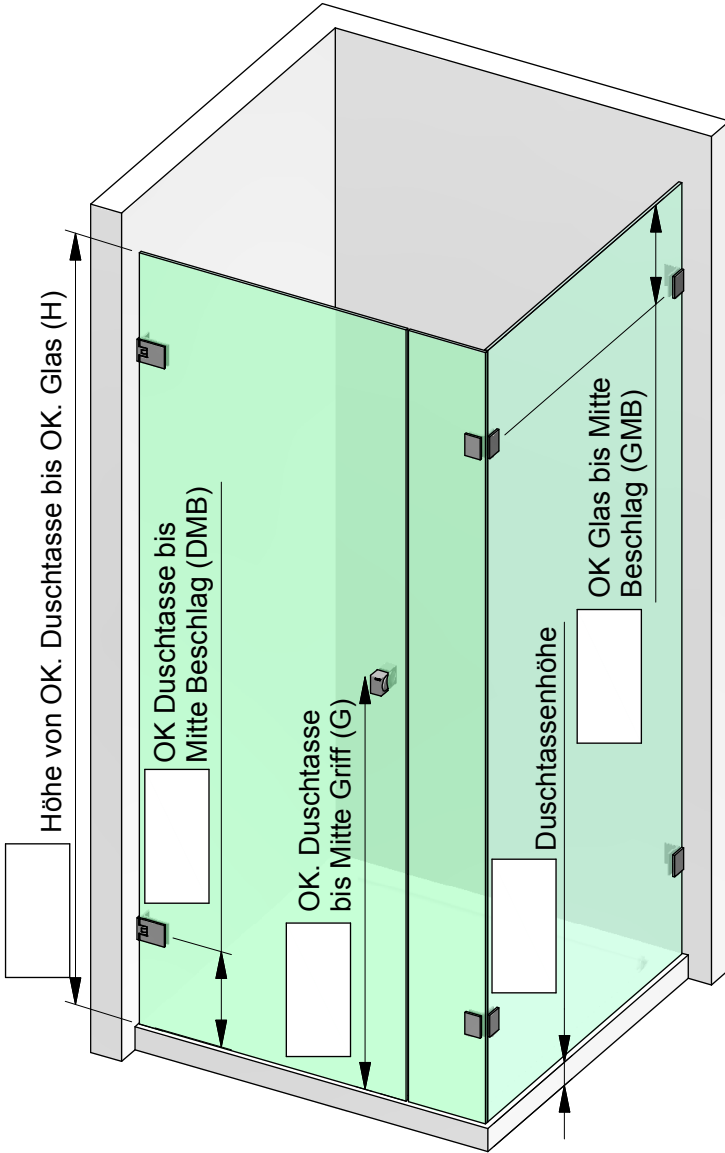 Höhe von OK. Duschtasse bis OK. Glas (H)
OK Duschtasse bis
Mitte Beschlag (DMB)
OK. Duschtasse
bis Mitte Griff (G)
Duschtassenhöhe
OK Glas bis Mitte
Beschlag (GMB)